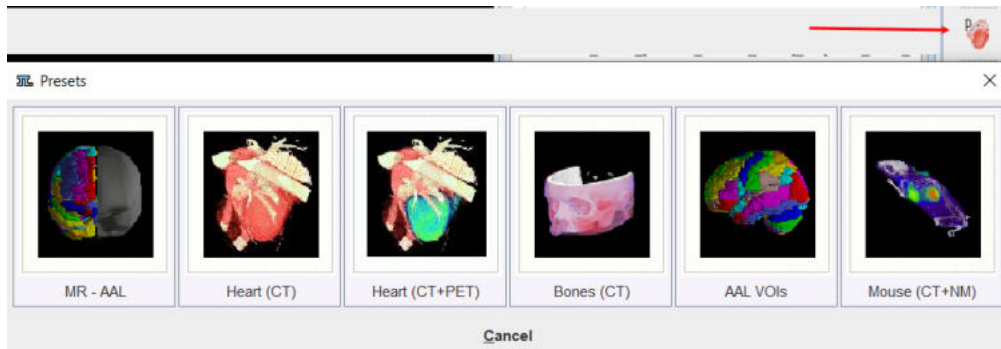 P
Presets
MR - AAL
Heart (CT)
Heart (CT+PET)
Bones (CT)
AAL VOIs
Mouse (CT+NM)
Cancel